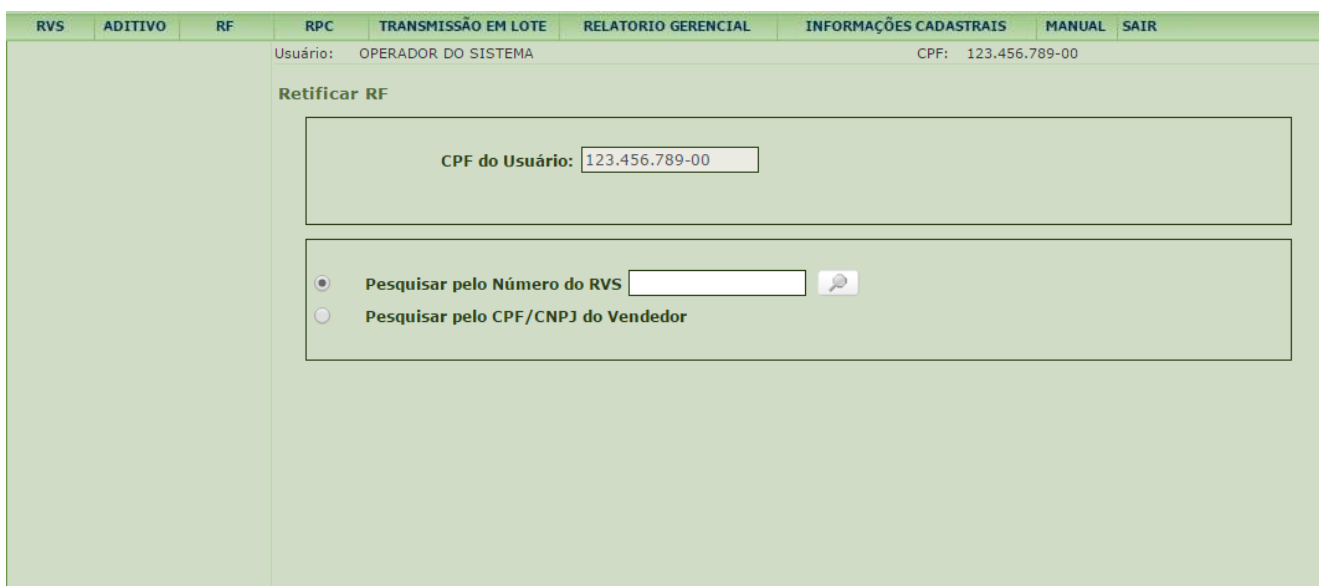 RVS ADITIVO RF RPC TRANSMISSÃO EM LOTE RELATORIO GERENCIAL INFORMAÇÕES CADASTRAIS MANUAL SAIR
Usuário: OPERADOR DO SISTEMA CPF: 123.456.789-00
Retificar RF
CPF do Usuário: 123.456.789-00
Pesquisar pelo Número do RVS
Pesquisar pelo CPF/CNPJ do Vendedor